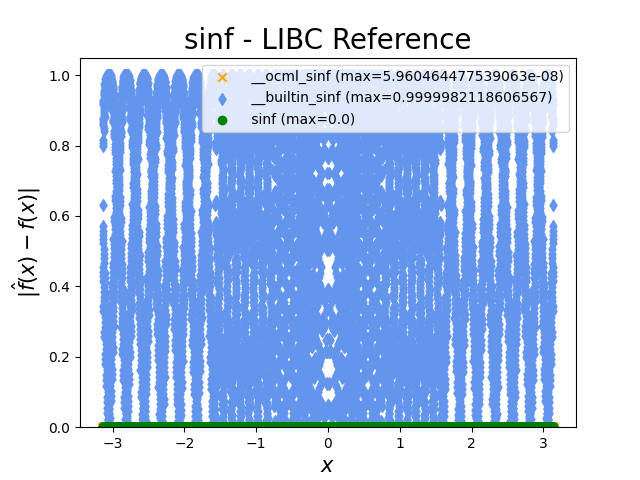 sinf - LIBC Reference
__ocml_sinf (max=5.960464477539063e-08)
__builtin_sinf (max=0.9999982118606567)
sinf (max=0.0)
|f̂(x) − f(x)|
1.0
0.8
0.6
0.4
0.2
0.0
−3 −2 −1 0 1 2 3
x